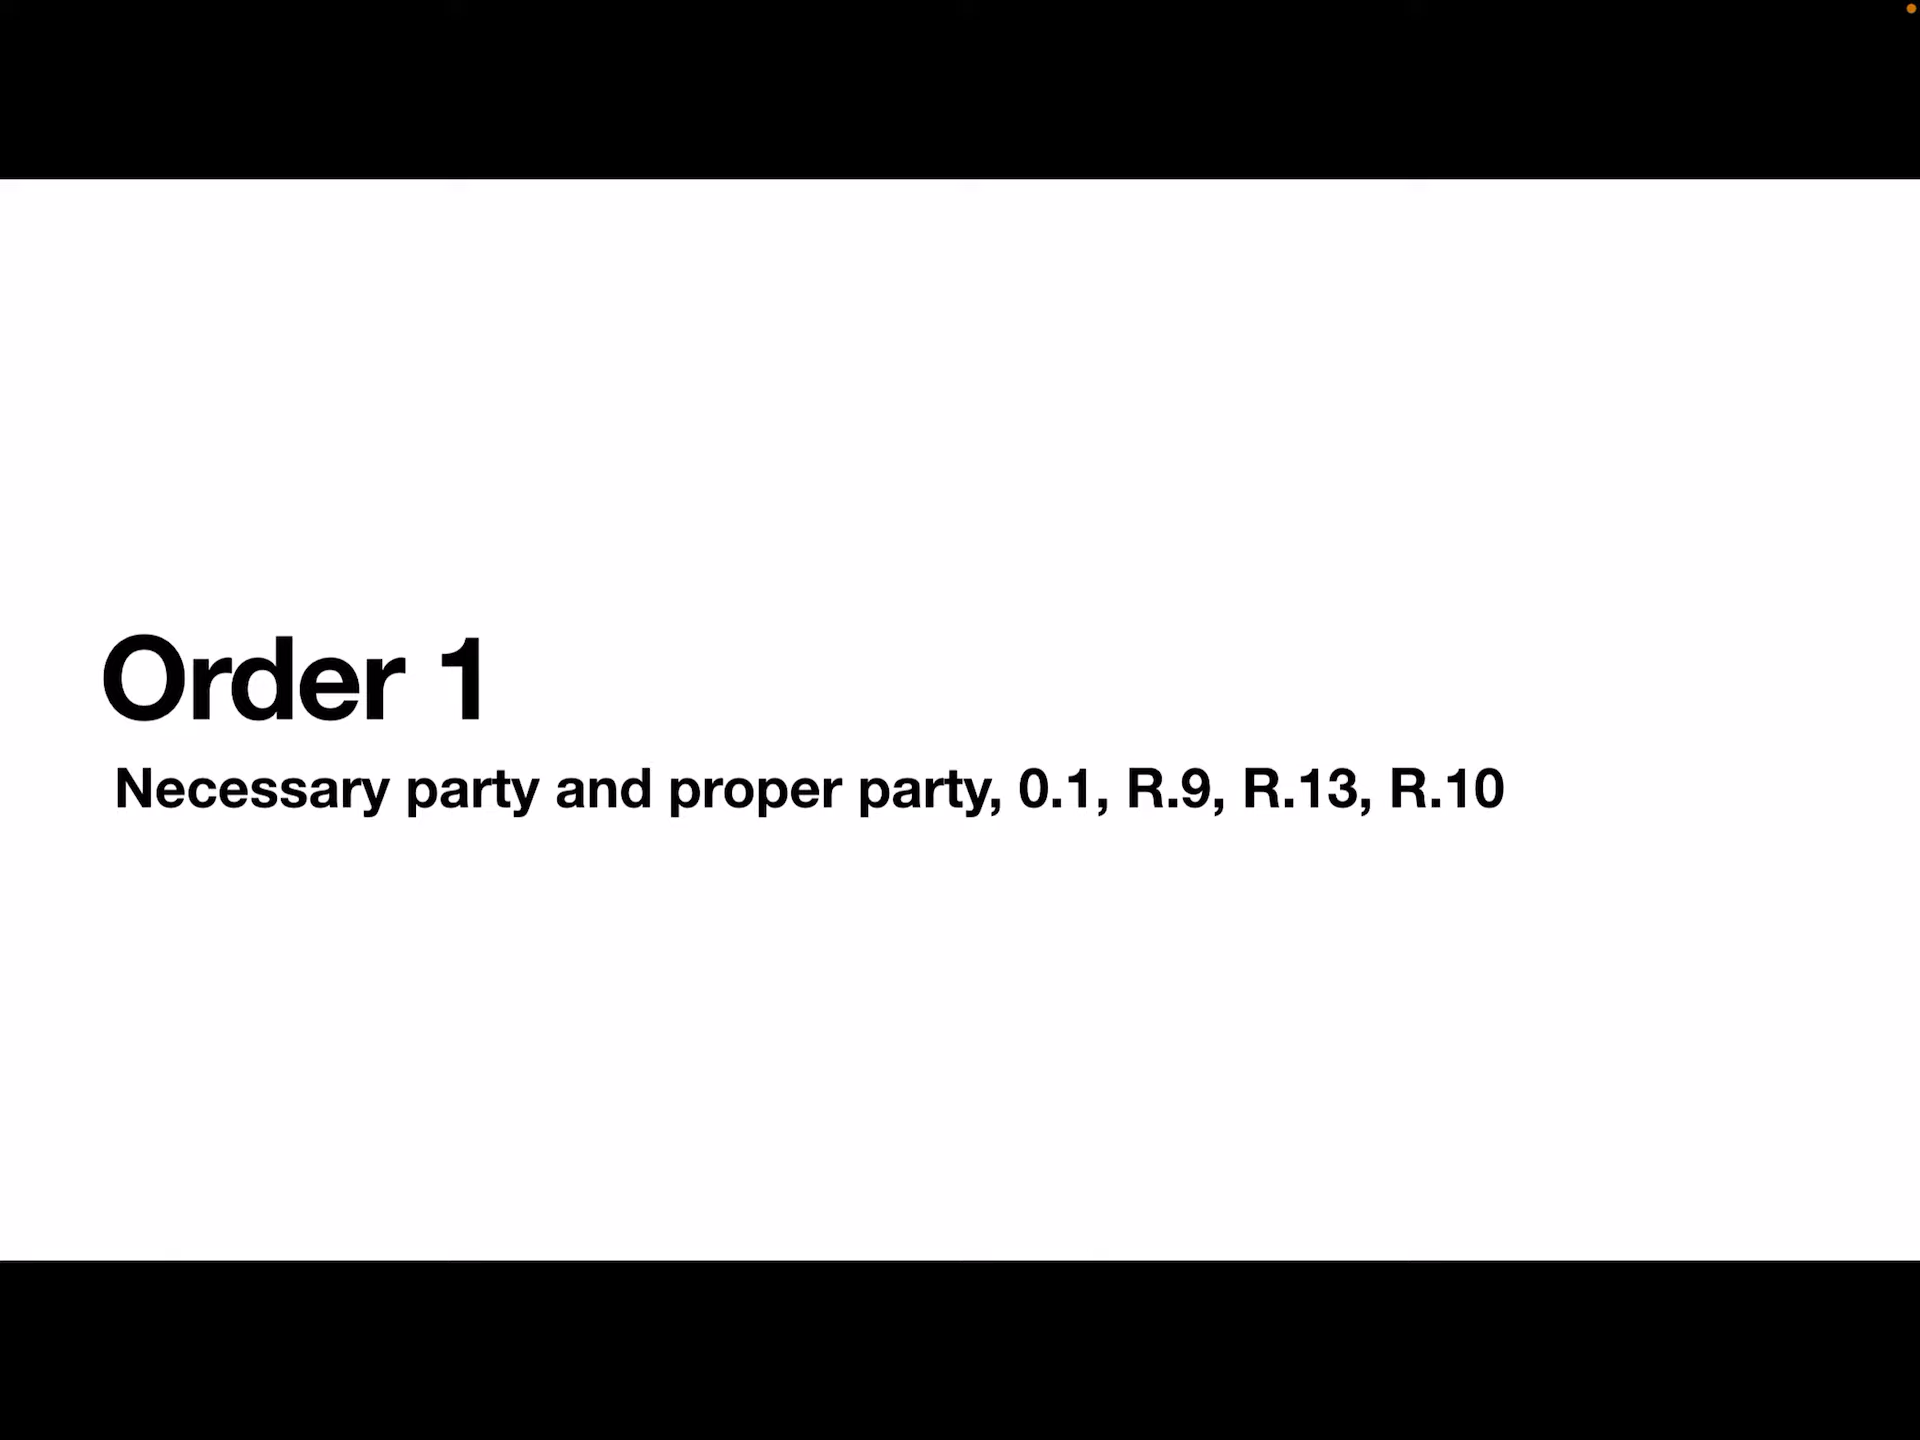 Order 1
Necessary party and proper party, 0.1, R.9, R.13, R.10